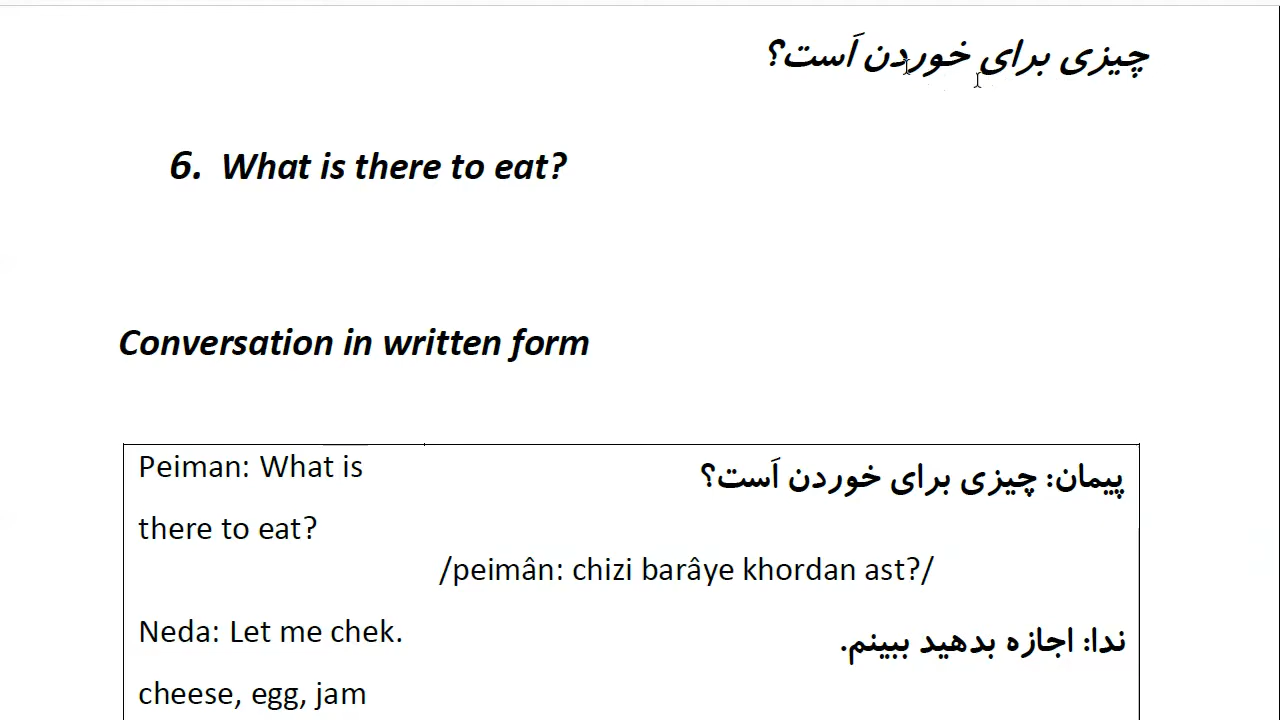 چیزی برای خوردن اَست؟
6. What is there to eat?
Conversation in written form
Peiman: What is
there to eat?
پیمان: چیزی برای خوردن اَست؟
/peimân: chizi barâye khordan ast?/
Neda: Let me chek.
cheese, egg, jam
ندا: اجازه بدهید ببینم.